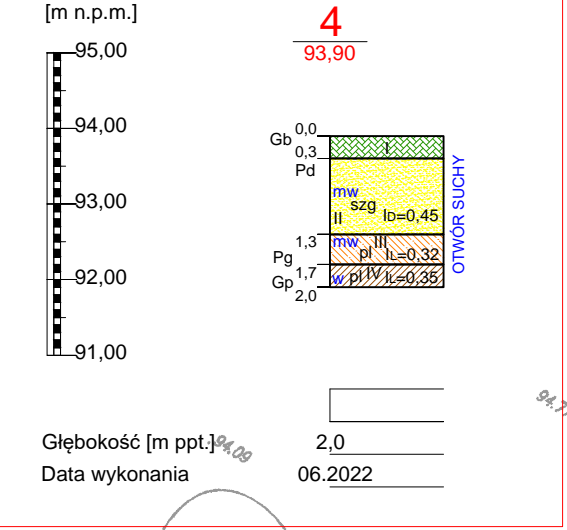 [m n.p.m.]
4
93,90
95,00
94,00
93,00
92,00
91,00
Gb 0,0
0,3
Pd
I
mw
szg
II ID=0,45
1,3
Pg
mw III
pl IL=0,32
1,7
Gp
w pl IV IL=0,35
2,0
OTWÓR SUCHY
Głębokość [m ppt.] 2,0
94.09
Data wykonania 06.2022